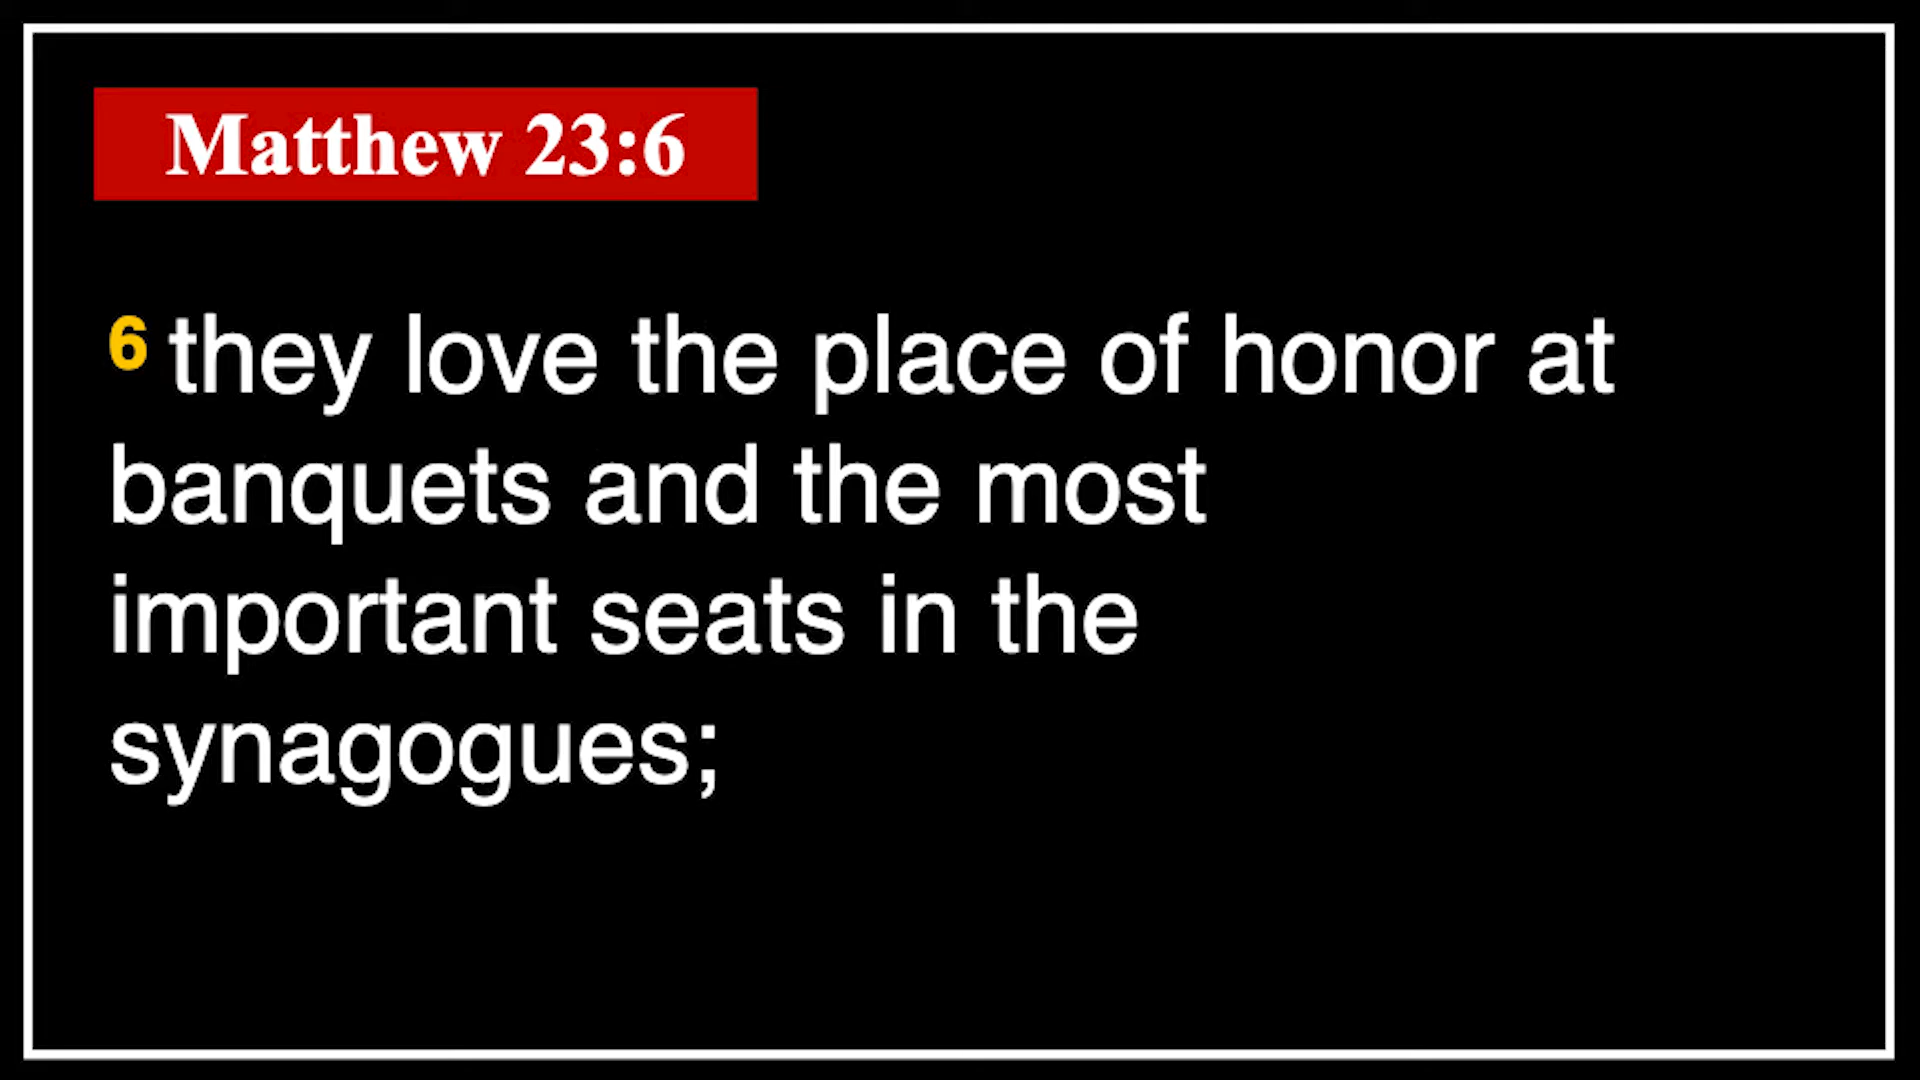 Matthew 23:6
6 they love the place of honor at
banquets and the most
important seats in the
synagogues;